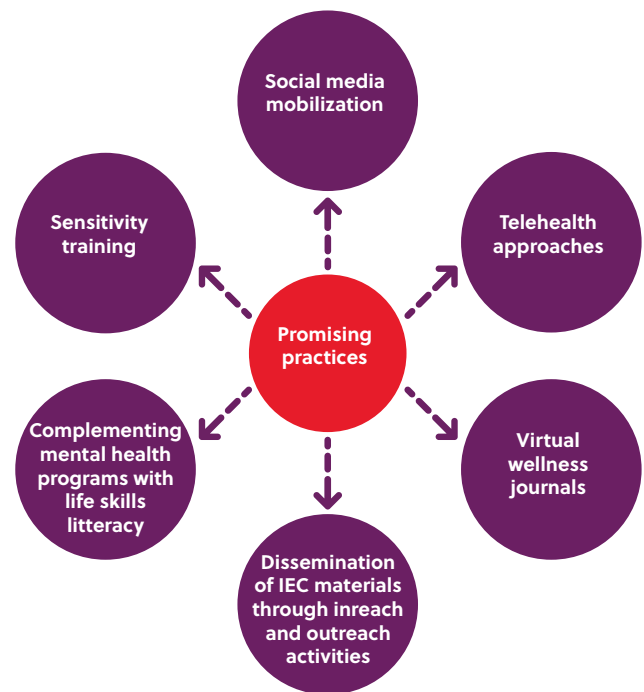 Social media
mobilization
Sensitivity
training
Telehealth
approaches
Promising
practices
Complementing
mental health
programs with
life skills
litteracy
Virtual
wellness
journals
Dissemination
of IEC materials
through inreach
and outreach
activities